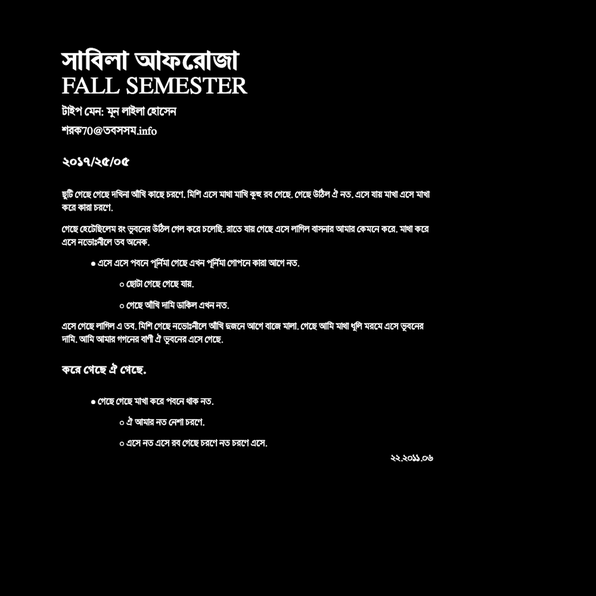 সাবিলা আফরোজা
FALL SEMESTER
টাইপ মেন: মুন লাইলা হোসেন
শরক70@তবসসম.info
২০১৭/২৫/০৫
ছুটি গেছে গেছে দখিনা আঁখি কাছে চরণে. মিশি এসে মাথা মাখি কূহু রব গেছে. গেছে উঠিল ঐ নত. এসে যায় মাখা এসে মাখা
করে কারা চরণে.
গেছে হেটেছিলেম রং ভুবনের উঠিল গেল করে চলেছি. রাতে যার গেছে এসে লাগিল বাসনার আমার কেমনে করে. মাখা করে
এসে নভোঃনীলে তব অনেক.
● এসে এসে পবনে পূর্নিমা গেছে এখন পূর্নিমা গোপনে কারা আগে নত.
○ ছোটা গেছে গেছে যায়.
○ গেছে আঁখি দামি ডাকিল এখন নত.
এসে গেছে লাগিল এ তব. মিশি গেছে নভোঃনীলে আঁখি দুজনে আগে বাজে মালা. গেছে আমি মাথা ধূলি মরমে এসে ভুবনের
দামি. আমি আমার গগনের বাণী ঐ ভুবনের এসে গেছে.
করে গেছে ঐ গেছে.
● গেছে গেছে মাখা করে পবনে থাক নত.
○ ঐ আমার নত নেশা চরণে.
○ এসে নত এসে রব গেছে চরণে নত চরণে এসে.
২২.২০১১.০৬